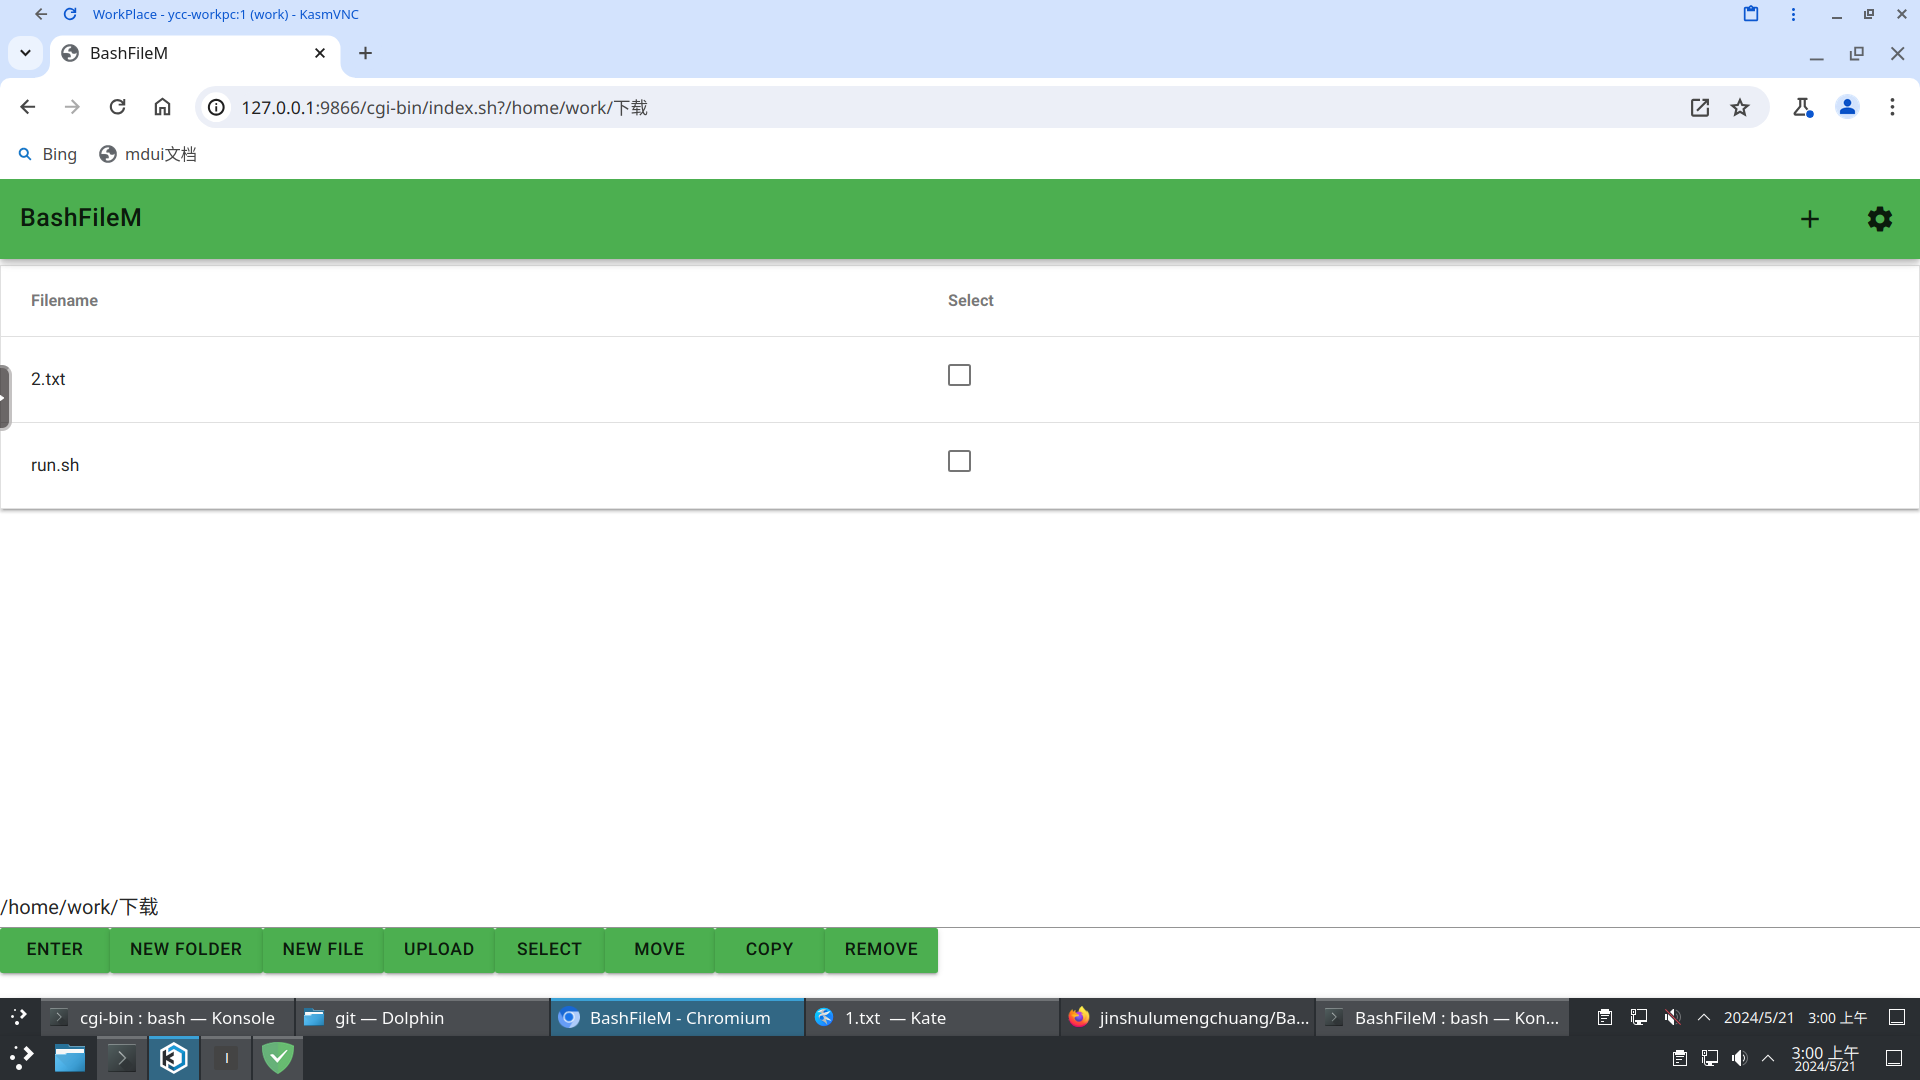 WorkPlace - ycc-workpc:1 (work) - KasmVNC
BashFileM
127.0.0.1:9866/cgi-bin/index.sh?/home/work/下载
Bing
mdui文档
BashFileM
Filename
Select
2.txt
run.sh
/home/work/下载
ENTER
NEW FOLDER
NEW FILE
UPLOAD
SELECT
MOVE
COPY
REMOVE
cgi-bin : bash — Konsole
git — Dolphin
BashFileM - Chromium
1.txt — Kate
jinshulumengchuang/Ba...
BashFileM : bash — Kon...
2024/5/21
3:00 上午
3:00 上午
2024/5/21